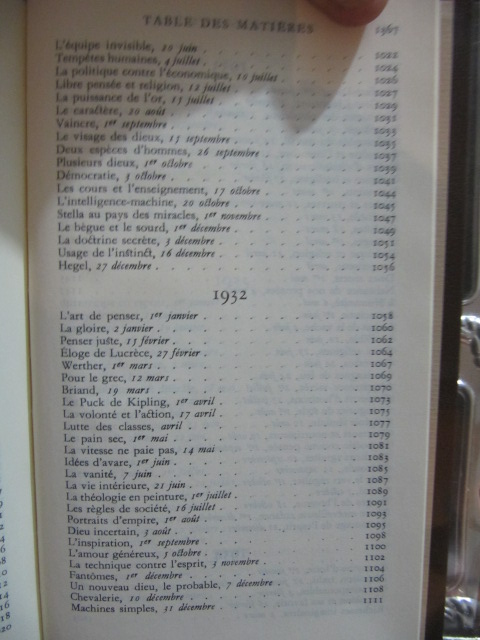 TABLE DES MATIÈRES 1967
L'équipe invisible, 20 juin . 1022
Tempêtes humaines, 4 juillet . 1024
La politique contre l'économique, 10 juillet . 1026
Libre pensée et religion, 12 juillet . 1027
La puissance de l'or, 15 juillet . 1029
Le caractère, 20 août . 1031
Vaincre, 1er septembre . 1033
Le visage des dieux, 15 septembre . 1035
Deux espèces d'hommes, 26 septembre . 1037
Plusieurs dieux, 1er octobre . 1039
Démocratie, 3 octobre . 1042
Les cours et l'enseignement, 17 octobre . 1044
L'intelligence-machine, 20 octobre . 1045
Stella au pays des miracles, 1er novembre . 1047
Le bègue et le sourd, 1er décembre . 1049
La doctrine secrète, 3 décembre . 1051
Usage de l'instinct, 16 décembre . 1054
Hegel, 27 décembre . 1056
1932
L'art de penser, 1er janvier . 1058
La gloire, 2 janvier . 1060
Penser juste, 15 février . 1062
Éloge de Lucrèce, 27 février . 1064
Werther, 1er mars . 1067
Pour le grec, 12 mars . 1069
Briand, 19 mars . 1070
Le Puck de Kipling, 1er avril . 1073
La volonté et l'action, 17 avril . 1075
Lutte des classes, avril . 1077
Le pain sec, 1er mai . 1079
La vitesse ne paie pas, 14 mai . 1081
Idées d'avare, 1er juin . 1083
La vanité, 7 juin . 1085
La vie intérieure, 21 juin . 1087
La théologie en peinture, 1er juillet . 1089
Les règles de société, 16 juillet . 1091
Portraits d'empire, 1er août . 1093
Dieu incertain, 3 août . 1095
L'inspiration, 1er septembre . 1098
L'amour généreux, 5 octobre . 1100
La technique contre l'esprit, 3 novembre . 1102
Fantômes, 1er décembre . 1104
Un nouveau dieu, le probable, 7 décembre . 1106
Chevalerie, 10 décembre . 1108
Machines simples, 31 décembre . 1111